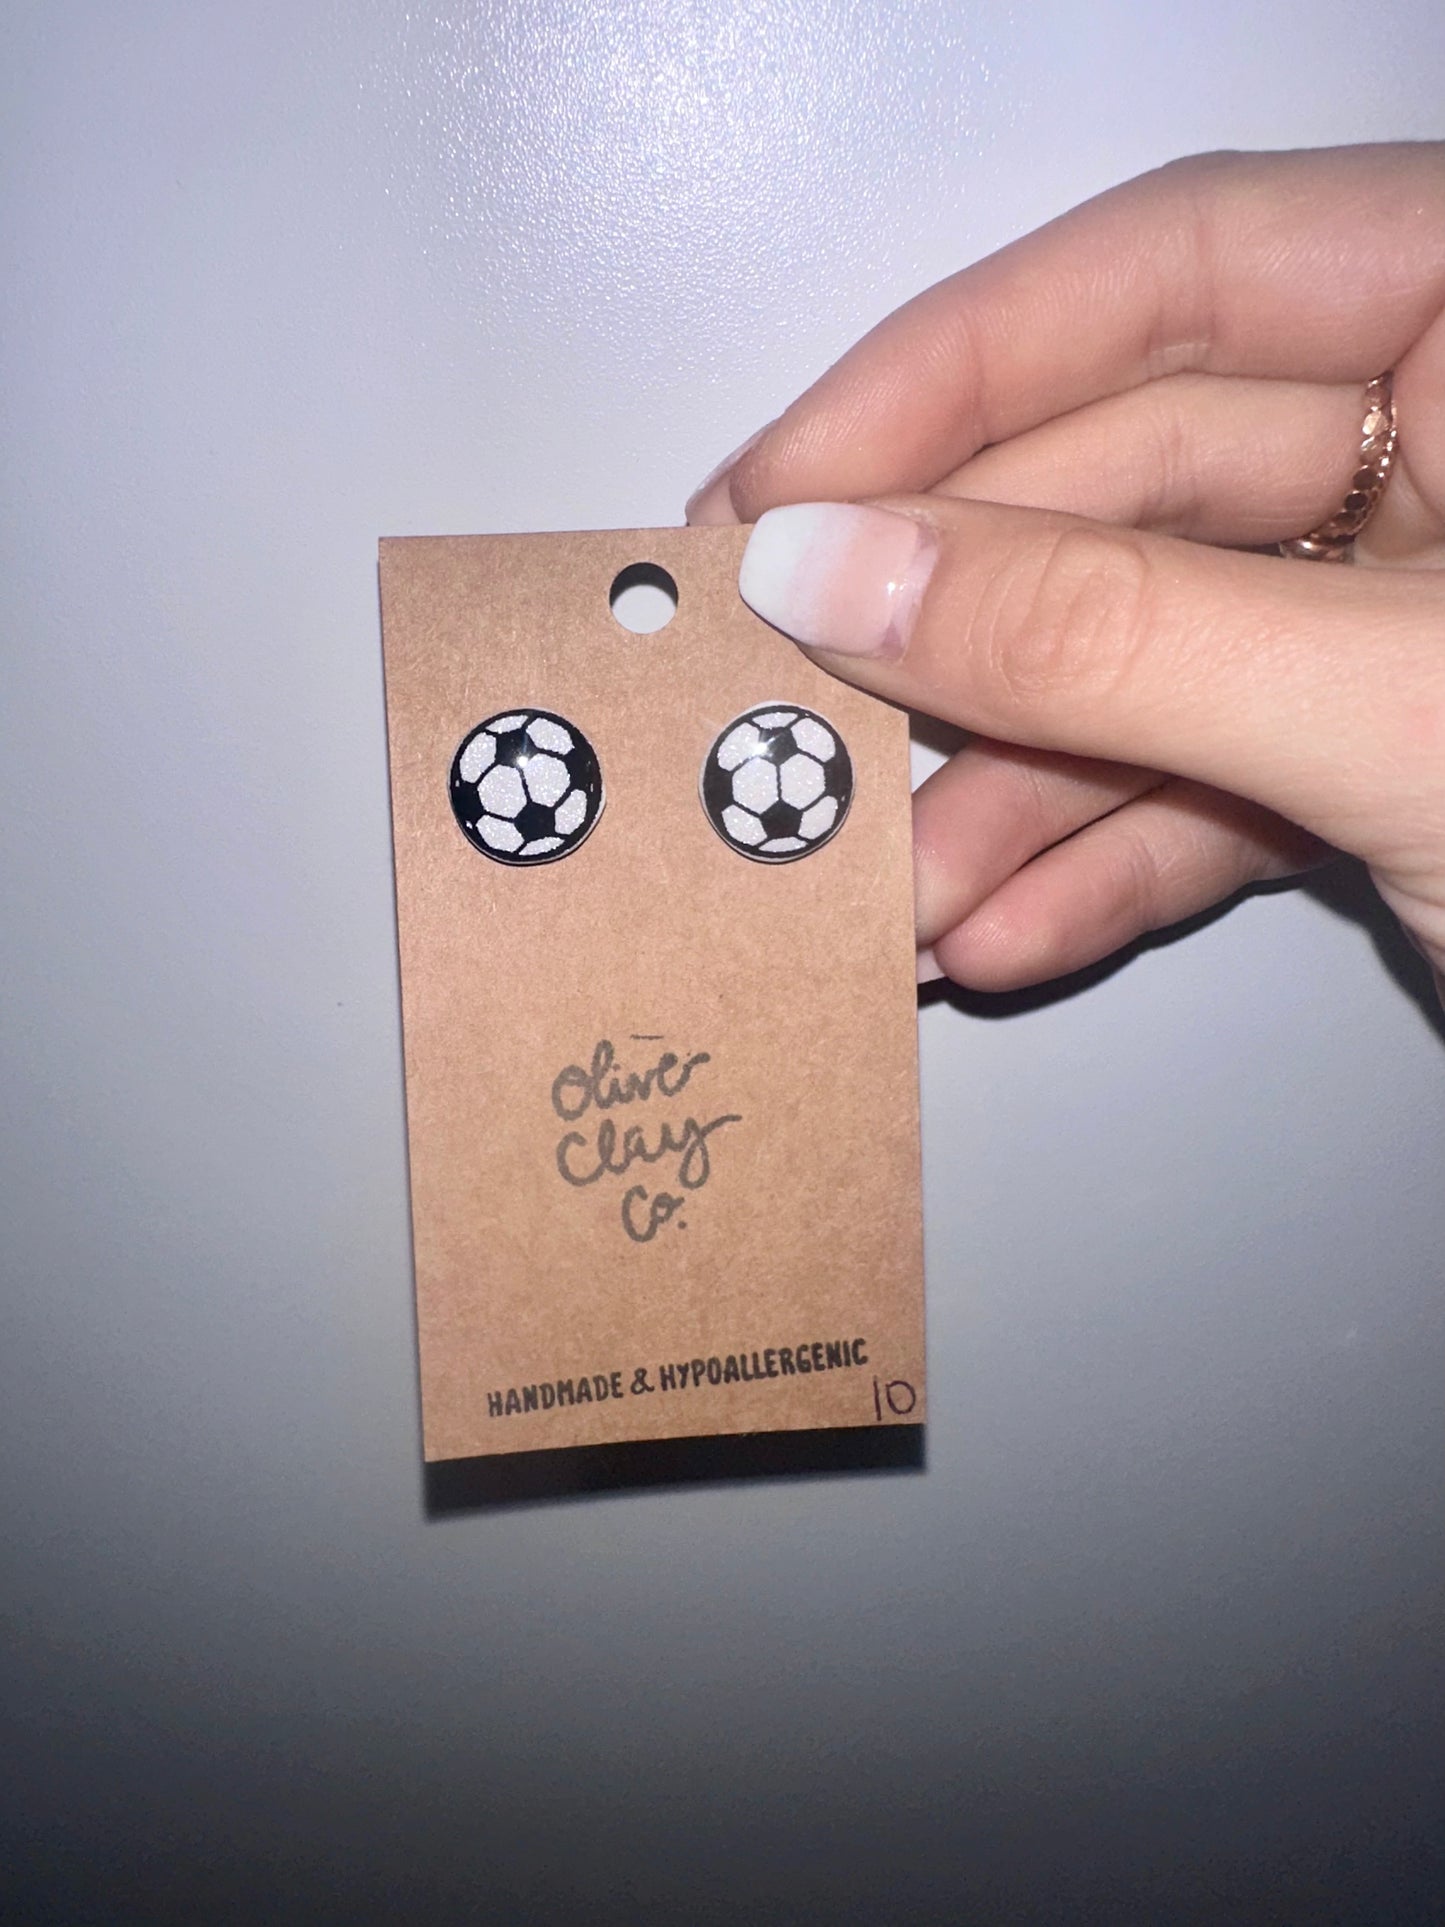 olive
clay
co.
HANDMADE & HYPOALLERGENIC
10